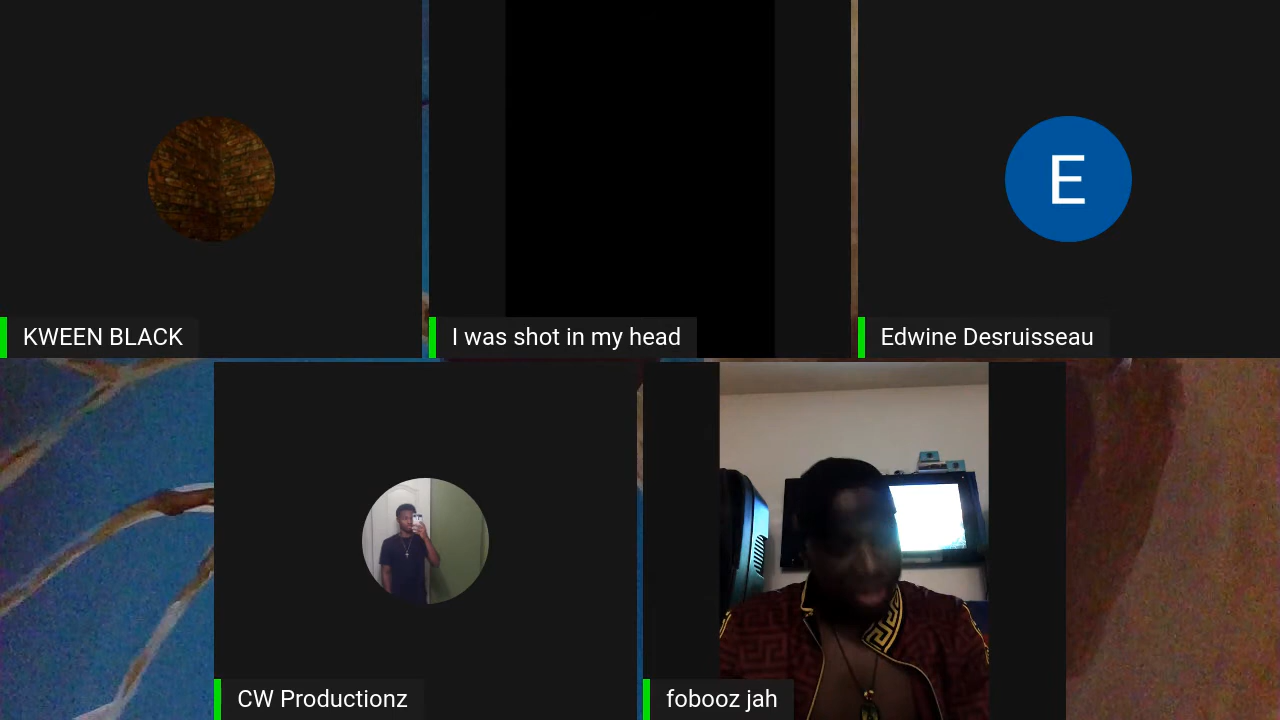 E
KWEEN BLACK
I was shot in my head
Edwine Desruisseau
CW Productionz
fobooz jah